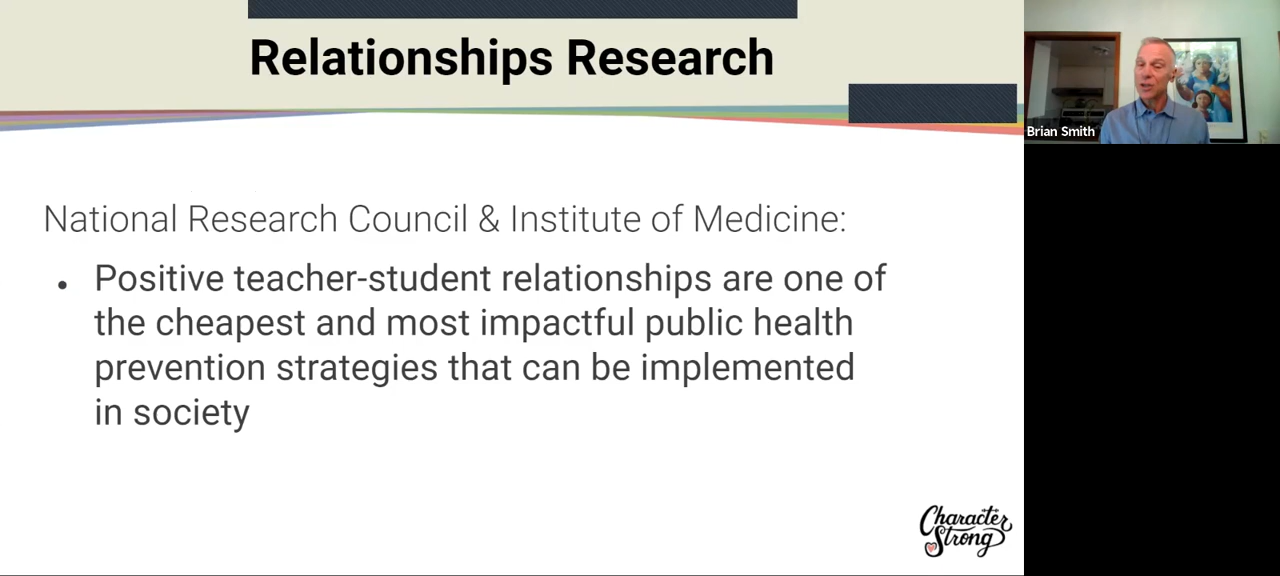 Relationships Research
Brian Smith
National Research Council & Institute of Medicine:
• Positive teacher-student relationships are one of
the cheapest and most impactful public health
prevention strategies that can be implemented
in society
Character
Strong